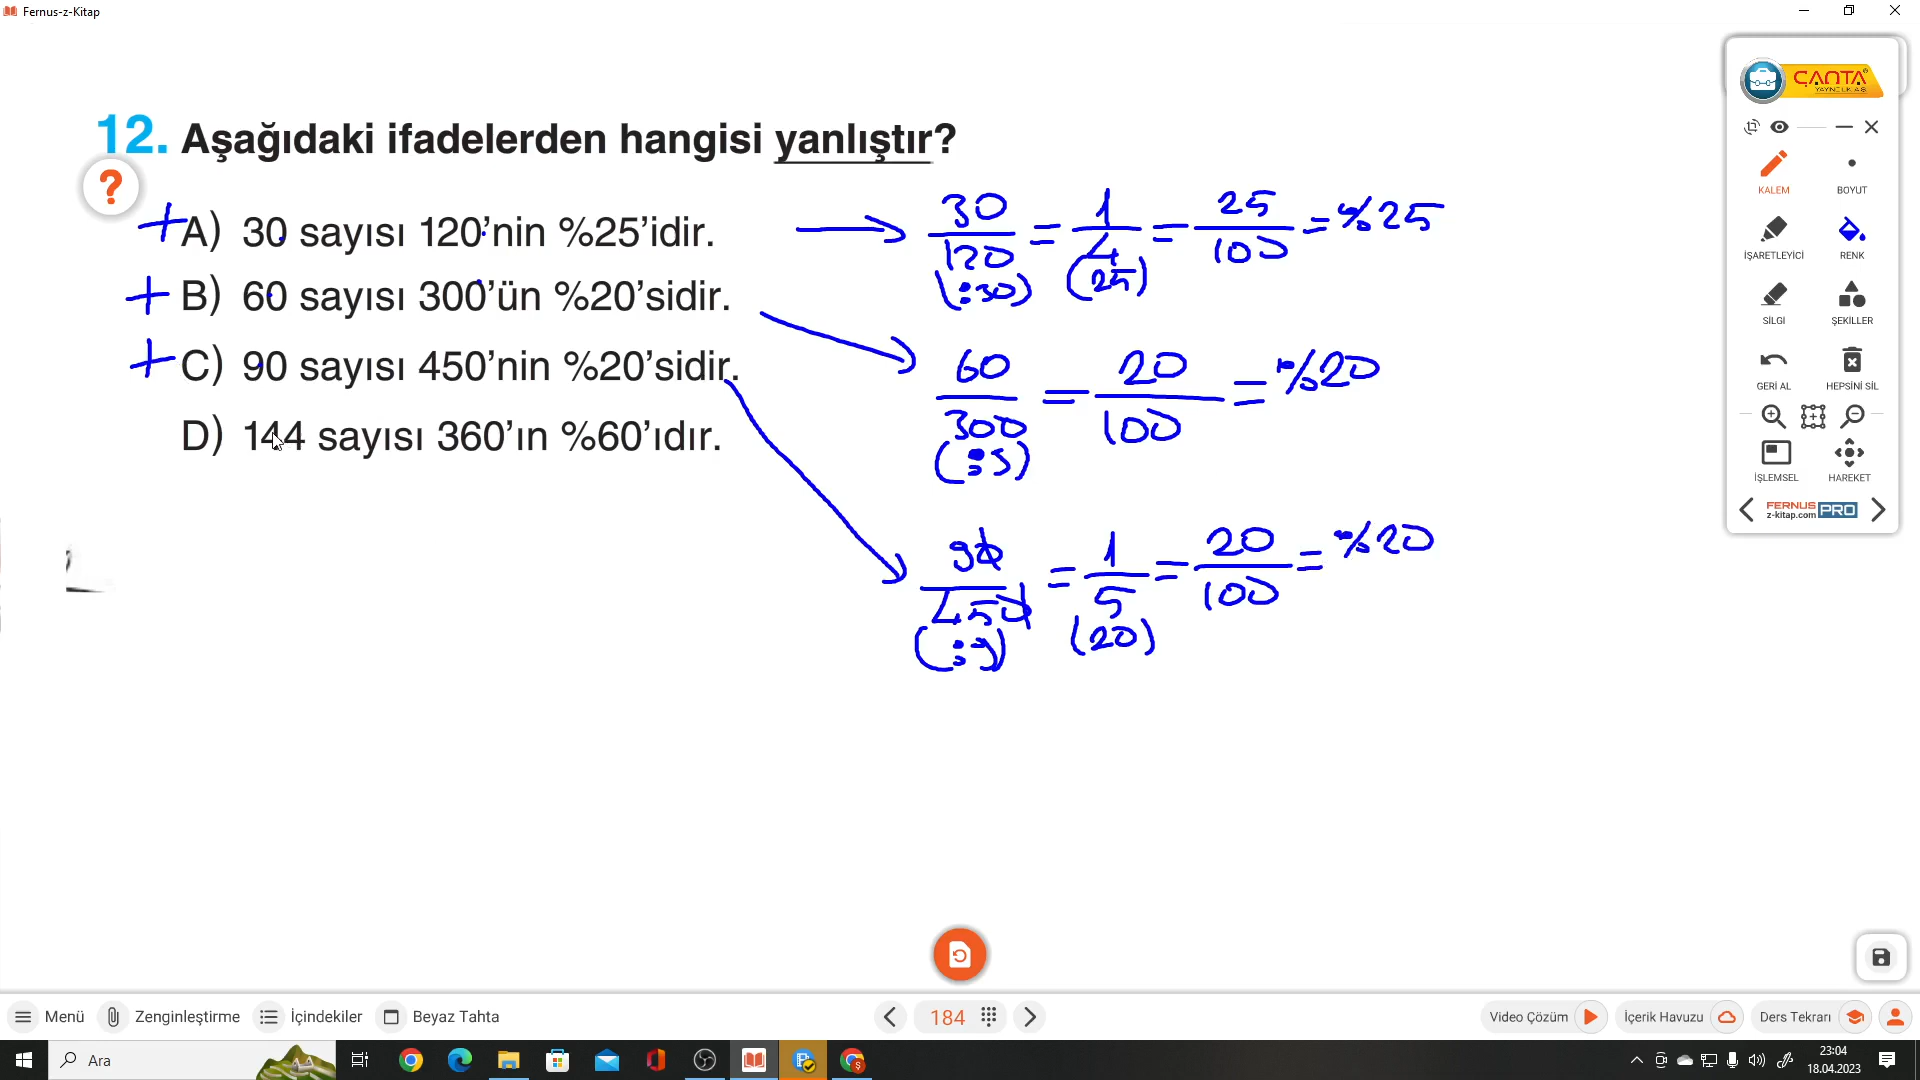 Fernus-z-Kitap
ÇANTA
YAYINCILIK A.Ş.
12. Aşağıdaki ifadelerden hangisi yanlıştır?
?
+ A) 30 sayısı 120'nin %25'idir.
+ B) 60 sayısı 300'ün %20'sidir.
+ C) 90 sayısı 450'nin %20'sidir.
D) 144 sayısı 360'ın %60'ıdır.
30/120 = 1/4 = 25/100 = %25
(:30) (25)
60/300 = 20/100 = %20
(:3)
90/450 = 1/5 = 20/100 = %20
(:9) (20)
KALEM BOYUT
İŞARETLEYİCİ RENK
SİLGİ ŞEKİLLER
GERİ AL HEPSİNİ SİL
İŞLEMSEL HAREKET
FERNUS
z-kitap.com PRO
Menü Zenginleştirme İçindekiler Beyaz Tahta 184 Video Çözüm İçerik Havuzu Ders Tekrarı
Ara
23:04
18.04.2023